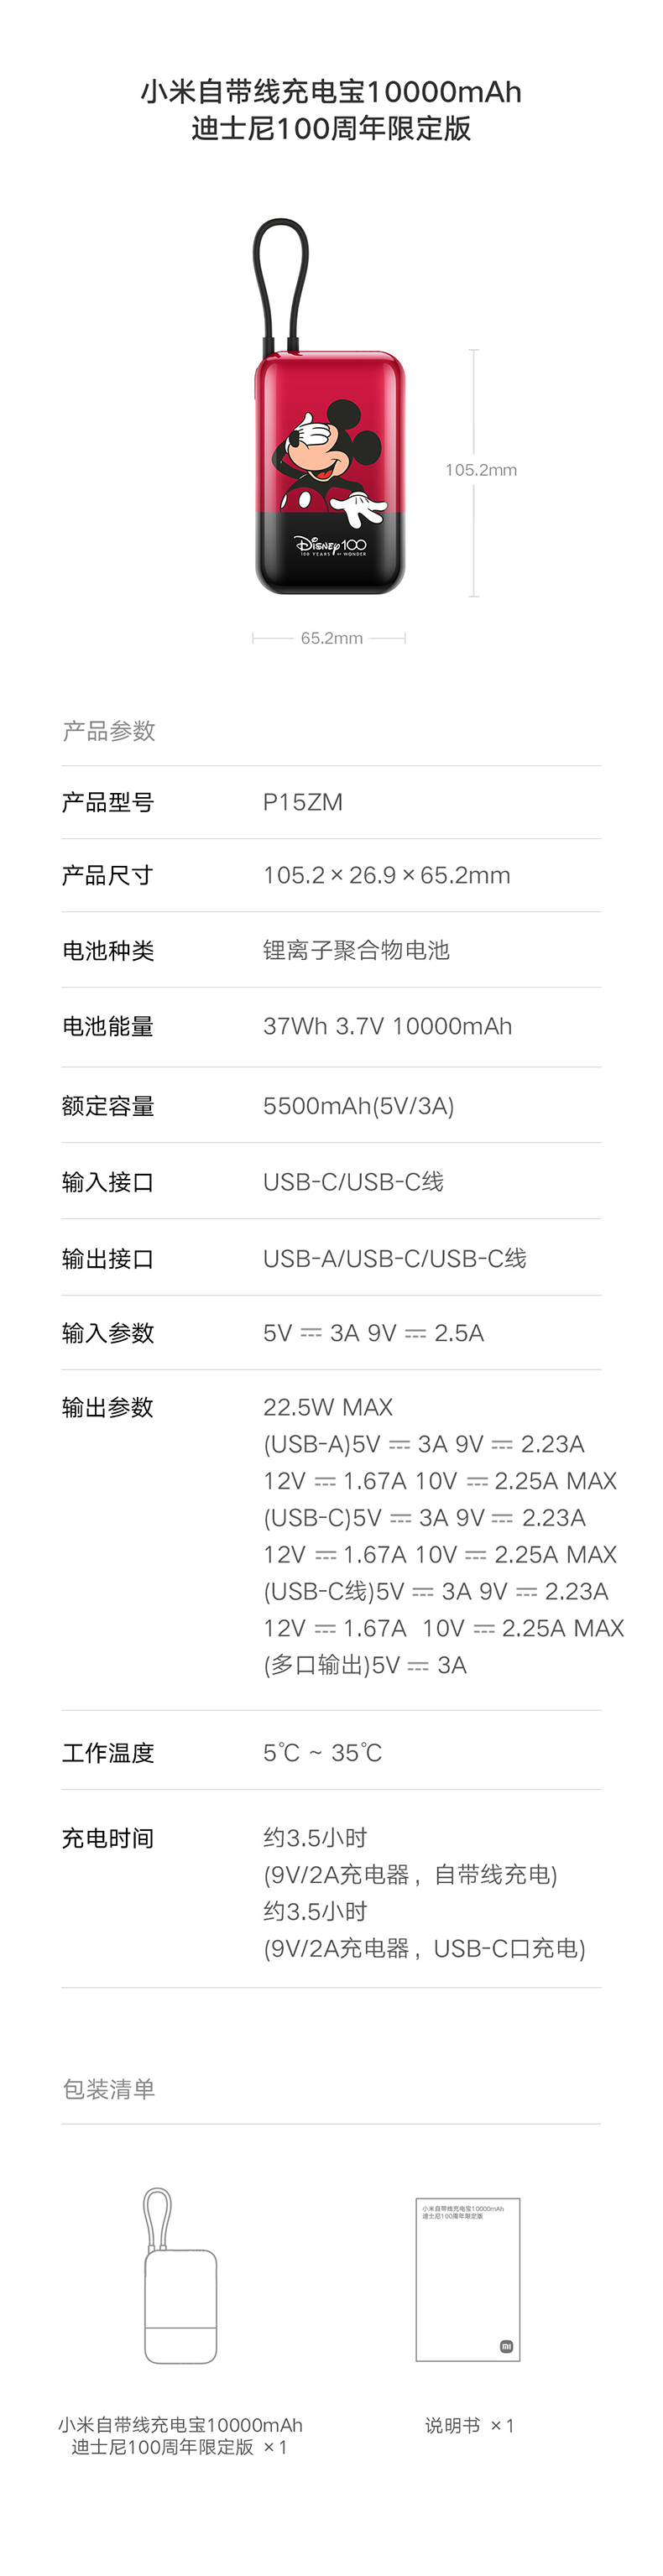 小米自带线充电宝10000mAh
迪士尼100周年限定版
105.2mm
Disney100
100 YEARS OF WONDER
65.2mm
产品参数
产品型号 P15ZM
产品尺寸 105.2×26.9×65.2mm
电池种类 锂离子聚合物电池
电池能量 37Wh 3.7V 10000mAh
额定容量 5500mAh(5V/3A)
输入接口 USB-C/USB-C线
输出接口 USB-A/USB-C/USB-C线
输入参数 5V ⎓ 3A 9V ⎓ 2.5A
输出参数 22.5W MAX
(USB-A)5V ⎓ 3A 9V ⎓ 2.23A
12V ⎓ 1.67A 10V ⎓ 2.25A MAX
(USB-C)5V ⎓ 3A 9V ⎓ 2.23A
12V ⎓ 1.67A 10V ⎓ 2.25A MAX
(USB-C线)5V ⎓ 3A 9V ⎓ 2.23A
12V ⎓ 1.67A 10V ⎓ 2.25A MAX
(多口输出)5V ⎓ 3A
工作温度 5℃ ~ 35℃
充电时间 约3.5小时
(9V/2A充电器，自带线充电)
约3.5小时
(9V/2A充电器，USB-C口充电)
包装清单
小米自带线充电宝10000mAh
迪士尼100周年限定版
mi
小米自带线充电宝10000mAh
迪士尼100周年限定版 ×1
说明书 ×1